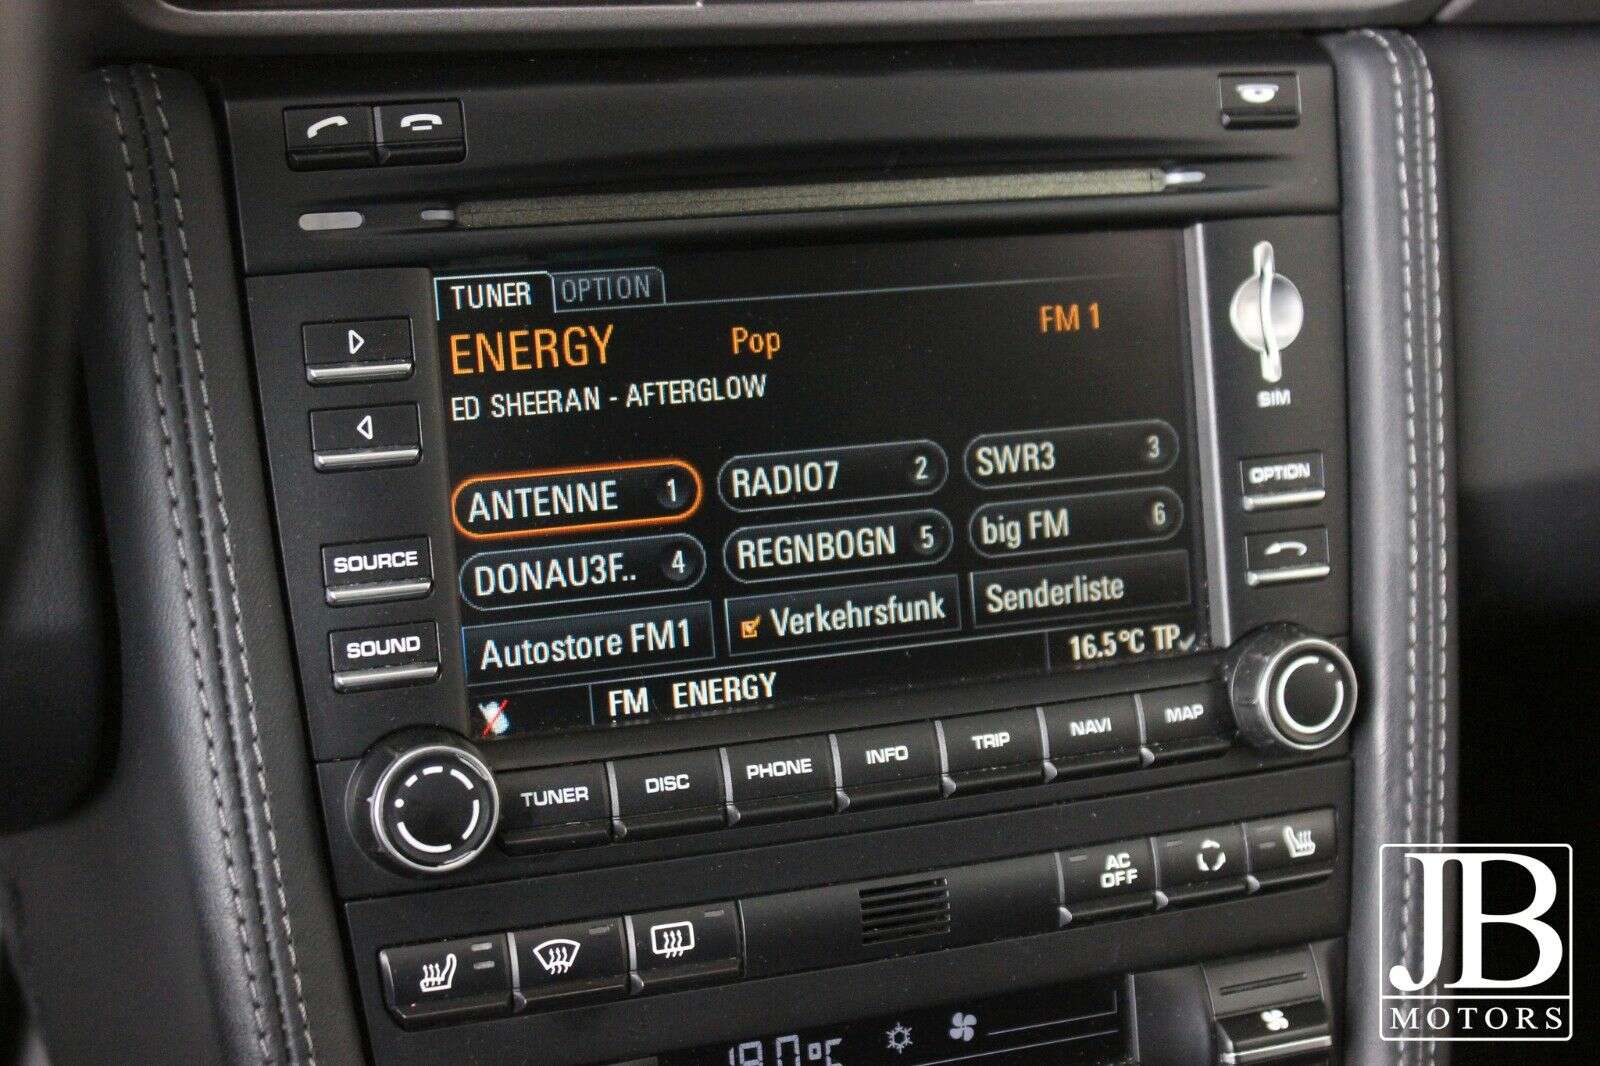 TUNER OPTION
ENERGY Pop FM 1
ED SHEERAN - AFTERGLOW
ANTENNE 1 RADIO7 2 SWR3 3
DONAU3F.. 4 REGNBOGN 5 big FM 6
Autostore FM1 Verkehrsfunk Senderliste
FM ENERGY 16.5°C TP
SIM
OPTION
SOURCE
SOUND
TUNER DISC PHONE INFO TRIP NAVI MAP
AC
OFF
18.0°C
JB
MOTORS